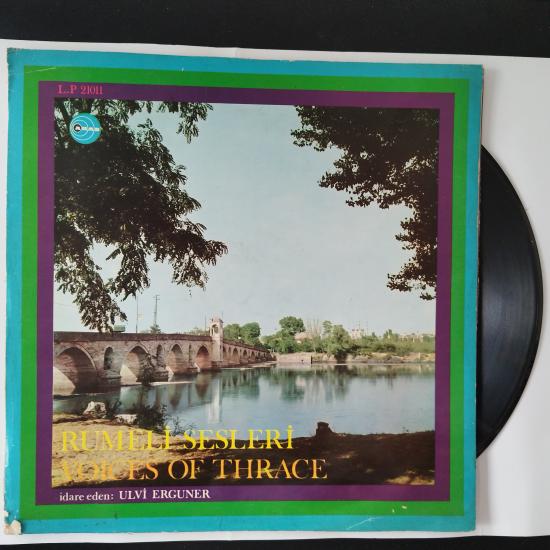 L.P 21011
RUMELİ SESLERİ
VOICES OF THRACE
idare eden: ULVİ ERGUNER